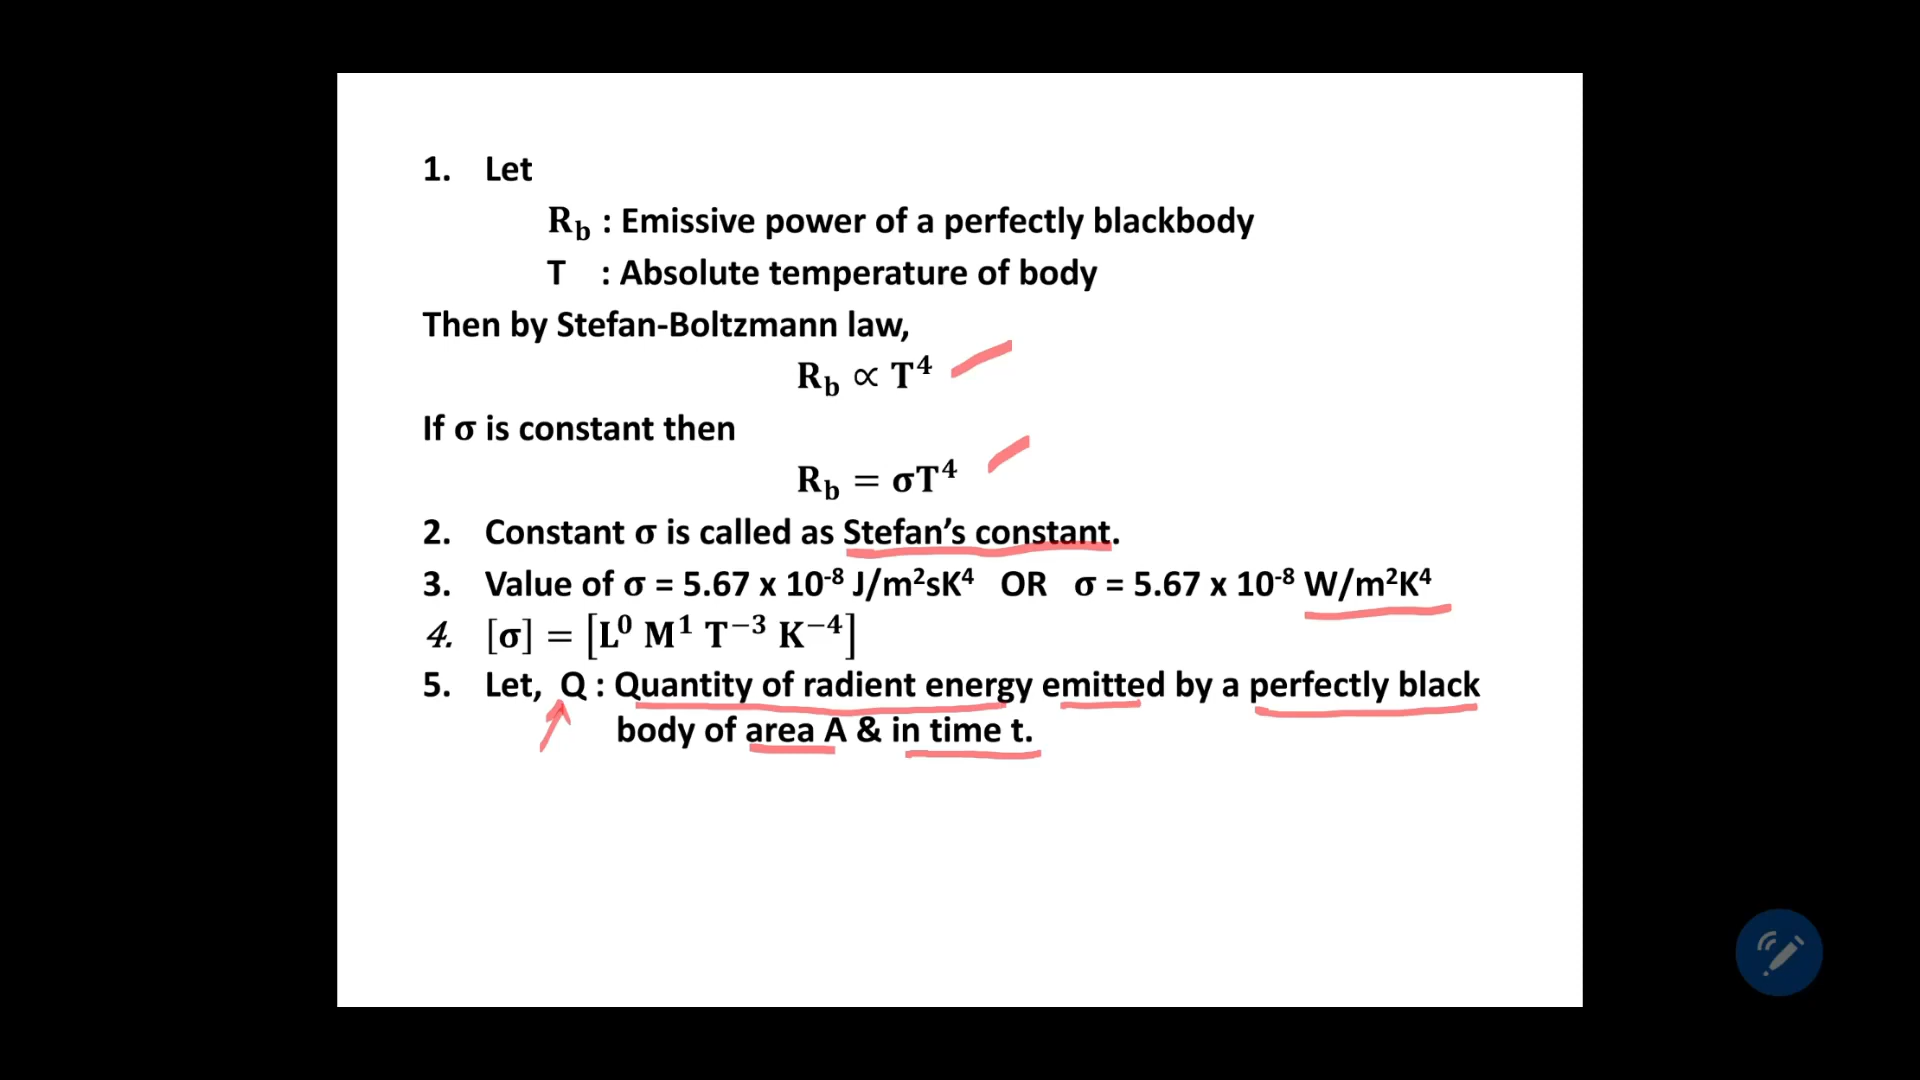 1. Let
R_b : Emissive power of a perfectly blackbody
T : Absolute temperature of body
Then by Stefan-Boltzmann law,
R_b ∝ T⁴
If σ is constant then
R_b = σT⁴
2. Constant σ is called as Stefan’s constant.
3. Value of σ = 5.67 x 10⁻⁸ J/m²sK⁴ OR σ = 5.67 x 10⁻⁸ W/m²K⁴
4. [σ] = [L⁰ M¹ T⁻³ K⁻⁴]
5. Let, Q : Quantity of radient energy emitted by a perfectly black
body of area A & in time t.